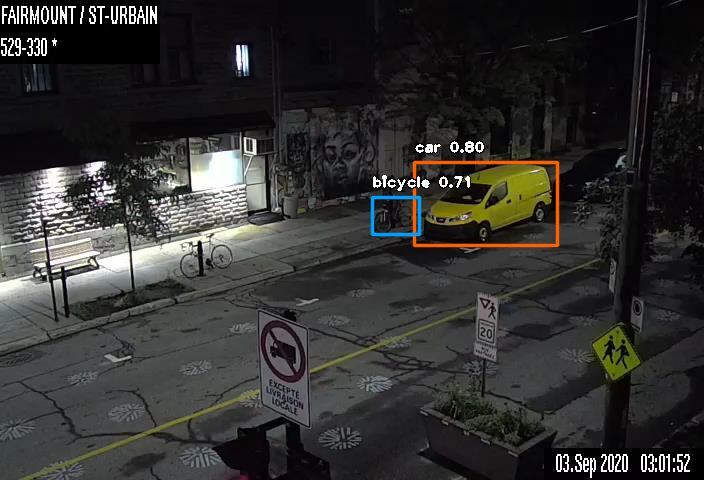 FAIRMOUNT / ST-URBAIN
529-330 *
car 0.80
bicycle 0.71
20
EXCEPTÉ
LIVRAISON
LOCALE
03.Sep 2020 03:01:52